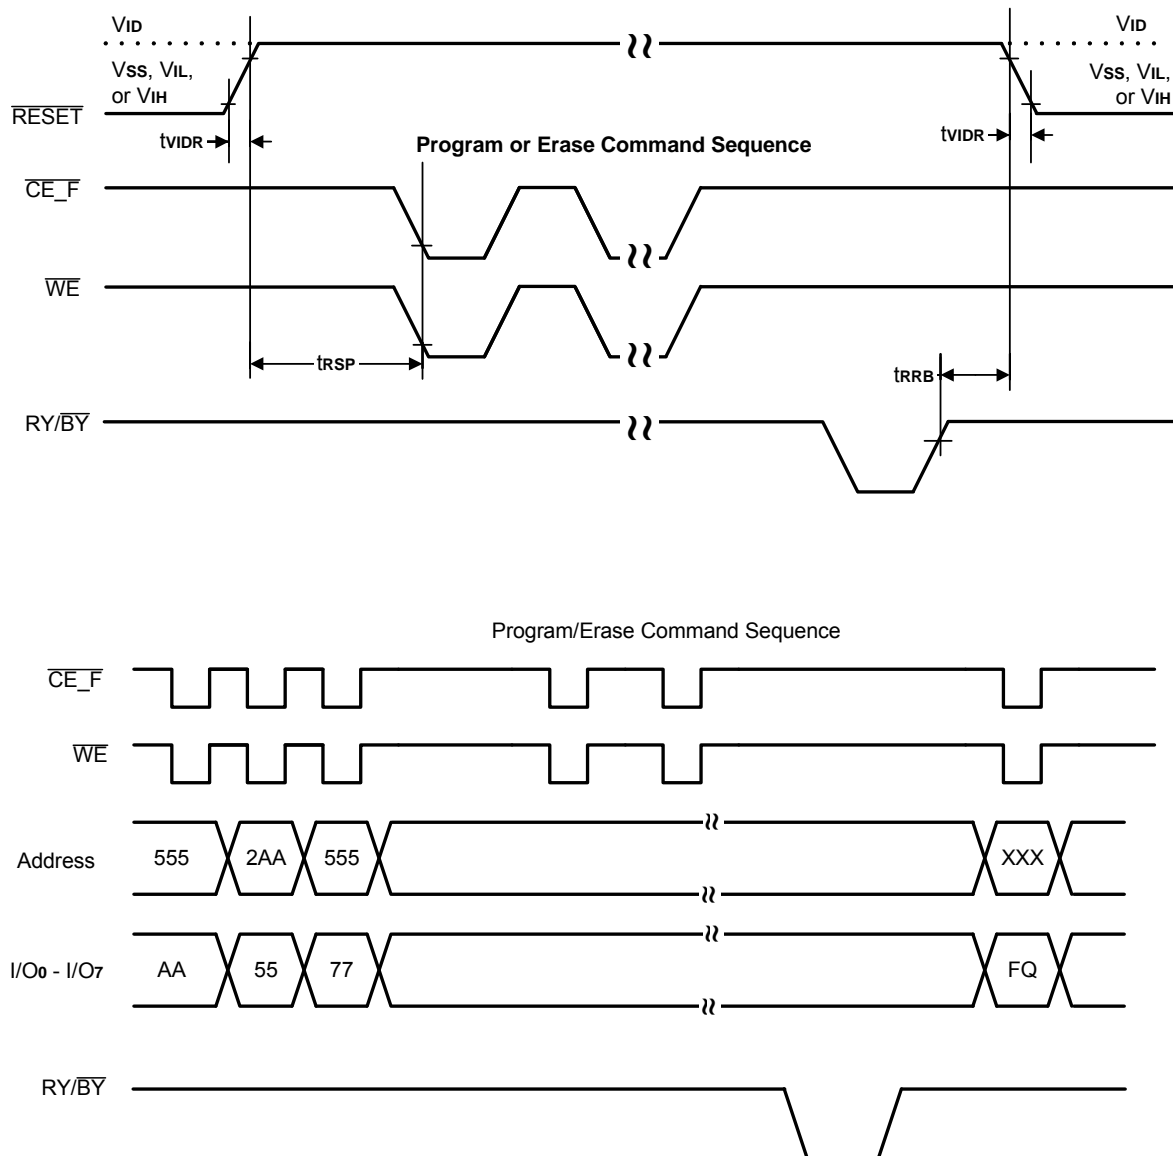 VID
VID
VSS, VIL,
or VIH
VSS, VIL,
or VIH
RESET
tVIDR
tVIDR
Program or Erase Command Sequence
CE_F
WE
tRSP
tRRB
RY/BY
Program/Erase Command Sequence
CE_F
WE
Address
555
2AA
555
XXX
I/O0 - I/O7
AA
55
77
FQ
RY/BY